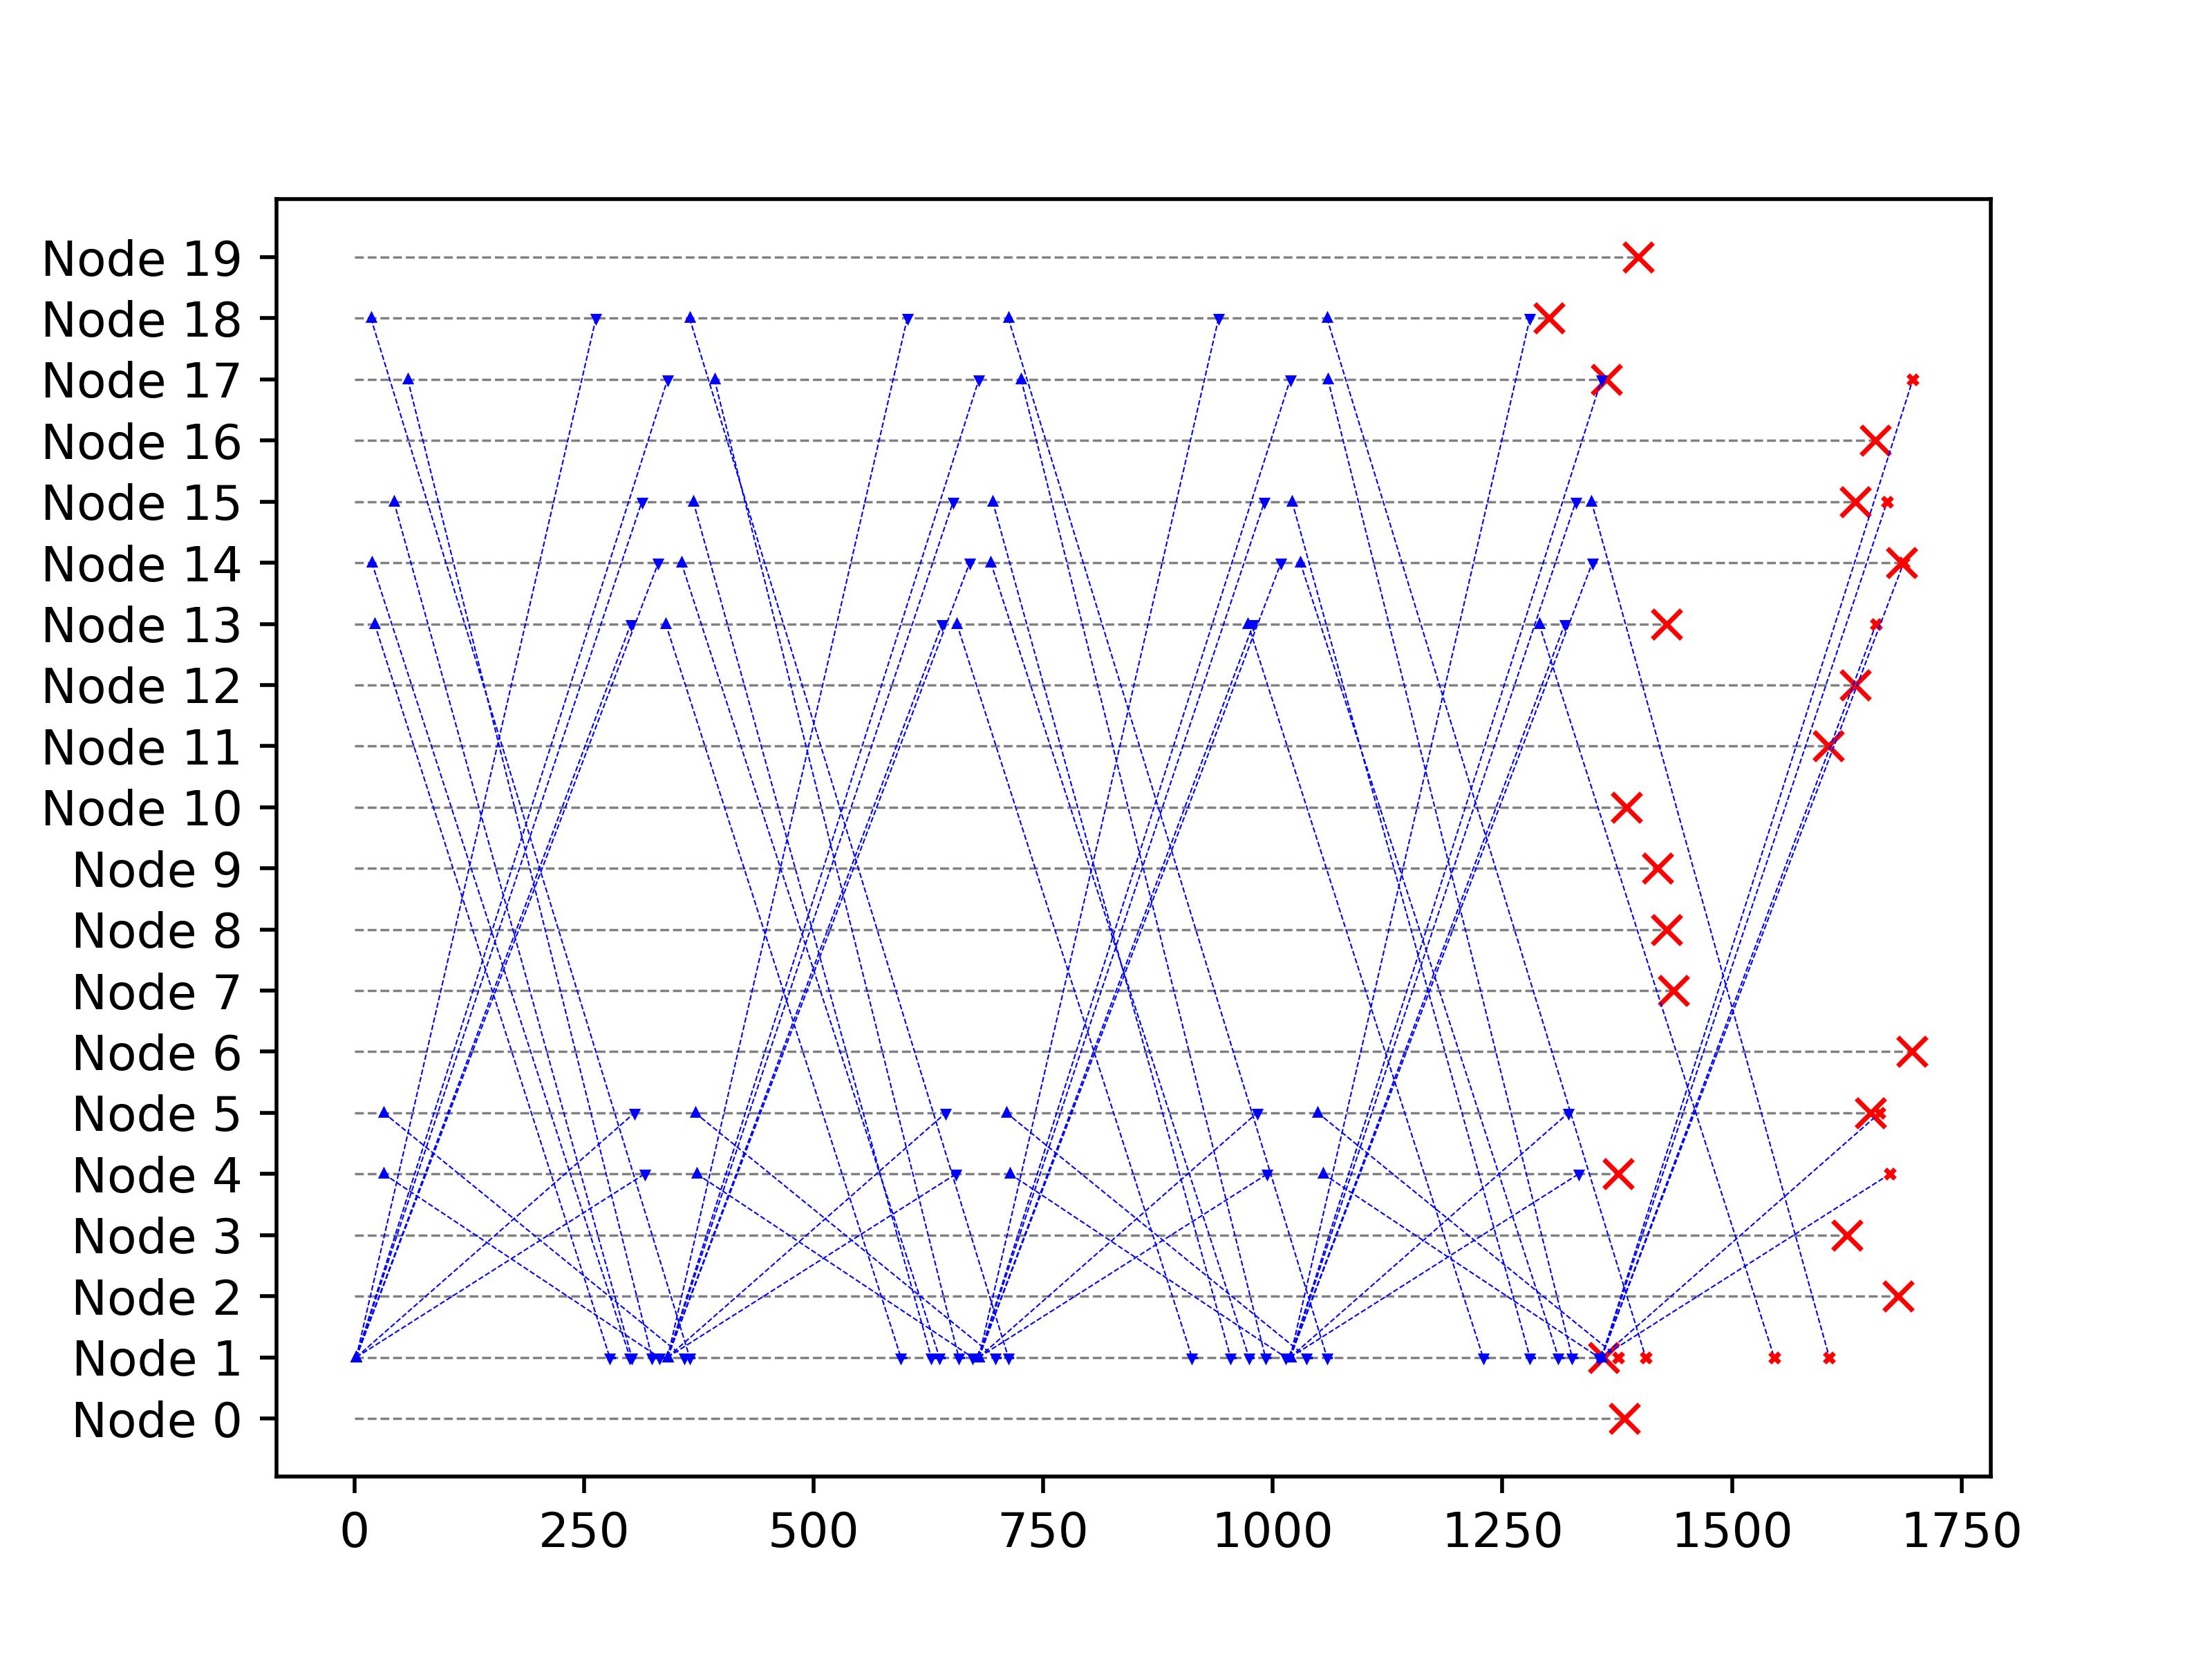 Node 19
Node 18
Node 17
Node 16
Node 15
Node 14
Node 13
Node 12
Node 11
Node 10
Node 9
Node 8
Node 7
Node 6
Node 5
Node 4
Node 3
Node 2
Node 1
Node 0
0 250 500 750 1000 1250 1500 1750